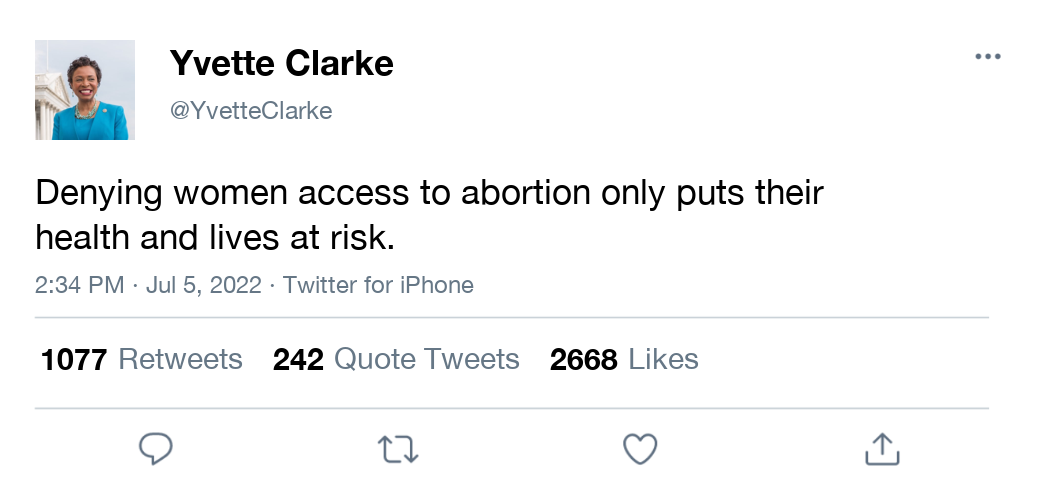 Yvette Clarke
@YvetteClarke
Denying women access to abortion only puts their
health and lives at risk.
2:34 PM · Jul 5, 2022 · Twitter for iPhone
1077 Retweets 242 Quote Tweets 2668 Likes